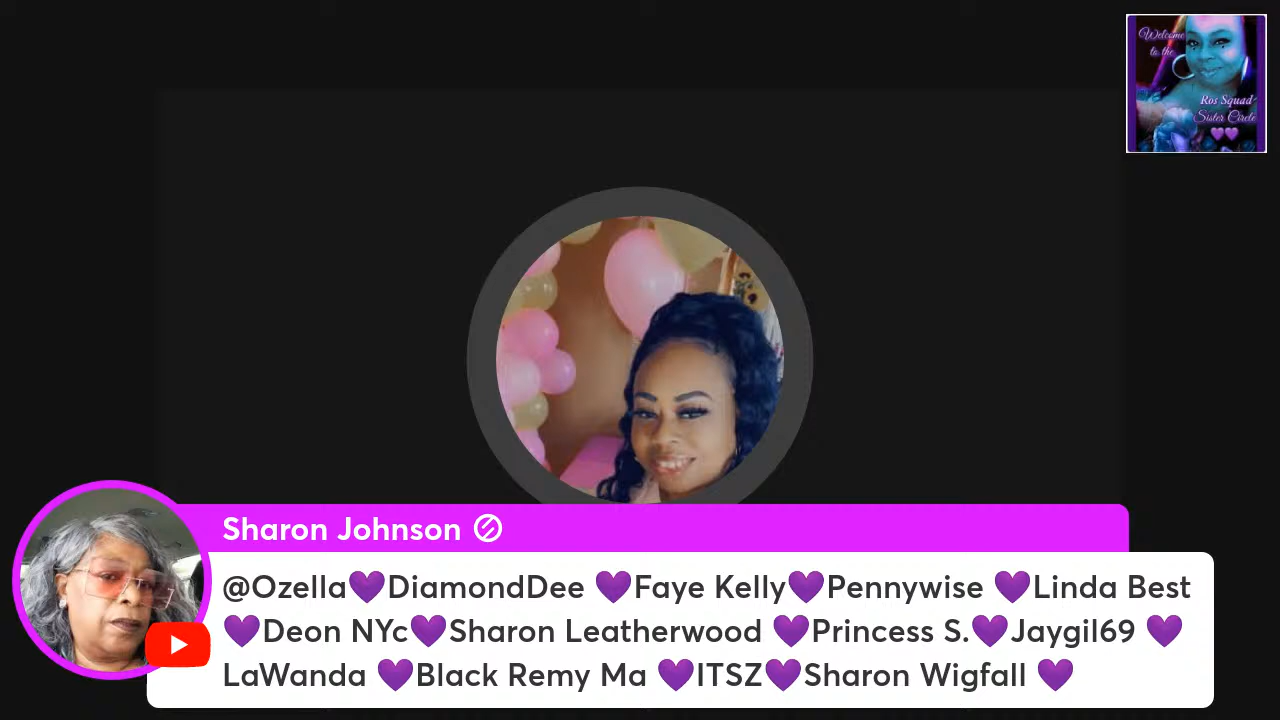 Welcome
to the
Ros Squad
Sister Circle
Sharon Johnson
@Ozella💜DiamondDee 💜Faye Kelly💜Pennywise 💜Linda Best
💜Deon NYc💜Sharon Leatherwood 💜Princess S.💜Jaygil69 💜
LaWanda 💜Black Remy Ma 💜ITSZ💜Sharon Wigfall 💜